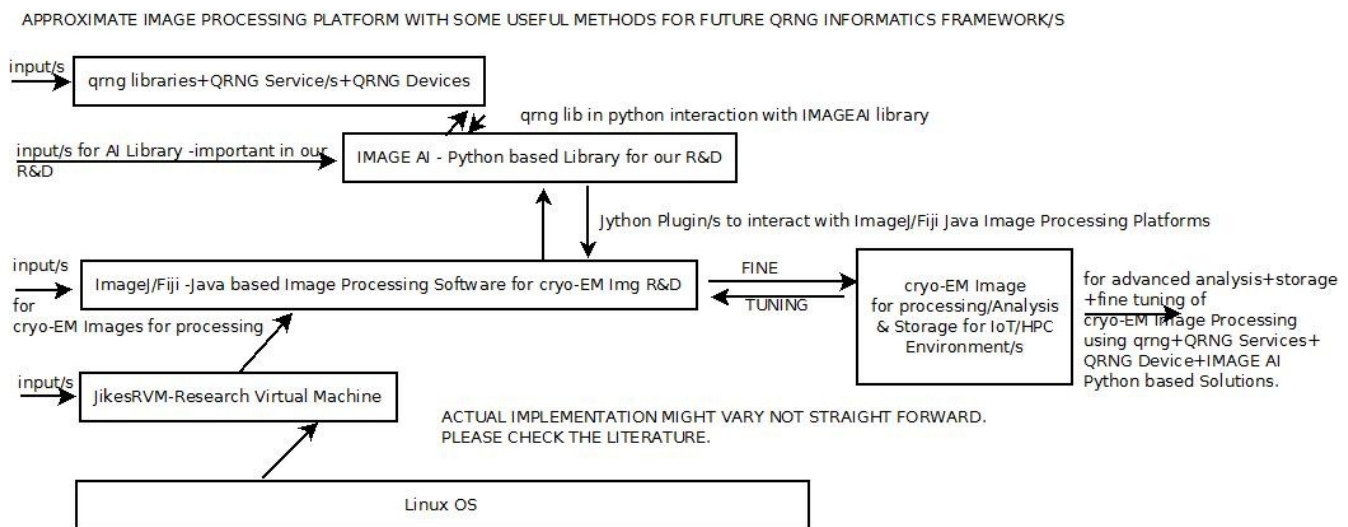 APPROXIMATE IMAGE PROCESSING PLATFORM WITH SOME USEFUL METHODS FOR FUTURE QRNG INFORMATICS FRAMEWORK/S
input/s
qrng libraries+QRNG Service/s+QRNG Devices
qrng lib in python interaction with IMAGEAI library
input/s for AI Library -important in our
R&D
IMAGE AI - Python based Library for our R&D
Jython Plugin/s to interact with ImageJ/Fiji Java Image Processing Platforms
input/s
for
cryo-EM Images for processing
ImageJ/Fiji -Java based Image Processing Software for cryo-EM Img R&D
FINE
TUNING
cryo-EM Image
for processing/Analysis
& Storage for IoT/HPC
Environment/s
for advanced analysis+storage
+fine tuning of
cryo-EM Image Processing
using qrng+QRNG Services+
QRNG Device+IMAGE AI
Python based Solutions.
input/s
JikesRVM-Research Virtual Machine
ACTUAL IMPLEMENTATION MIGHT VARY NOT STRAIGHT FORWARD.
PLEASE CHECK THE LITERATURE.
Linux OS